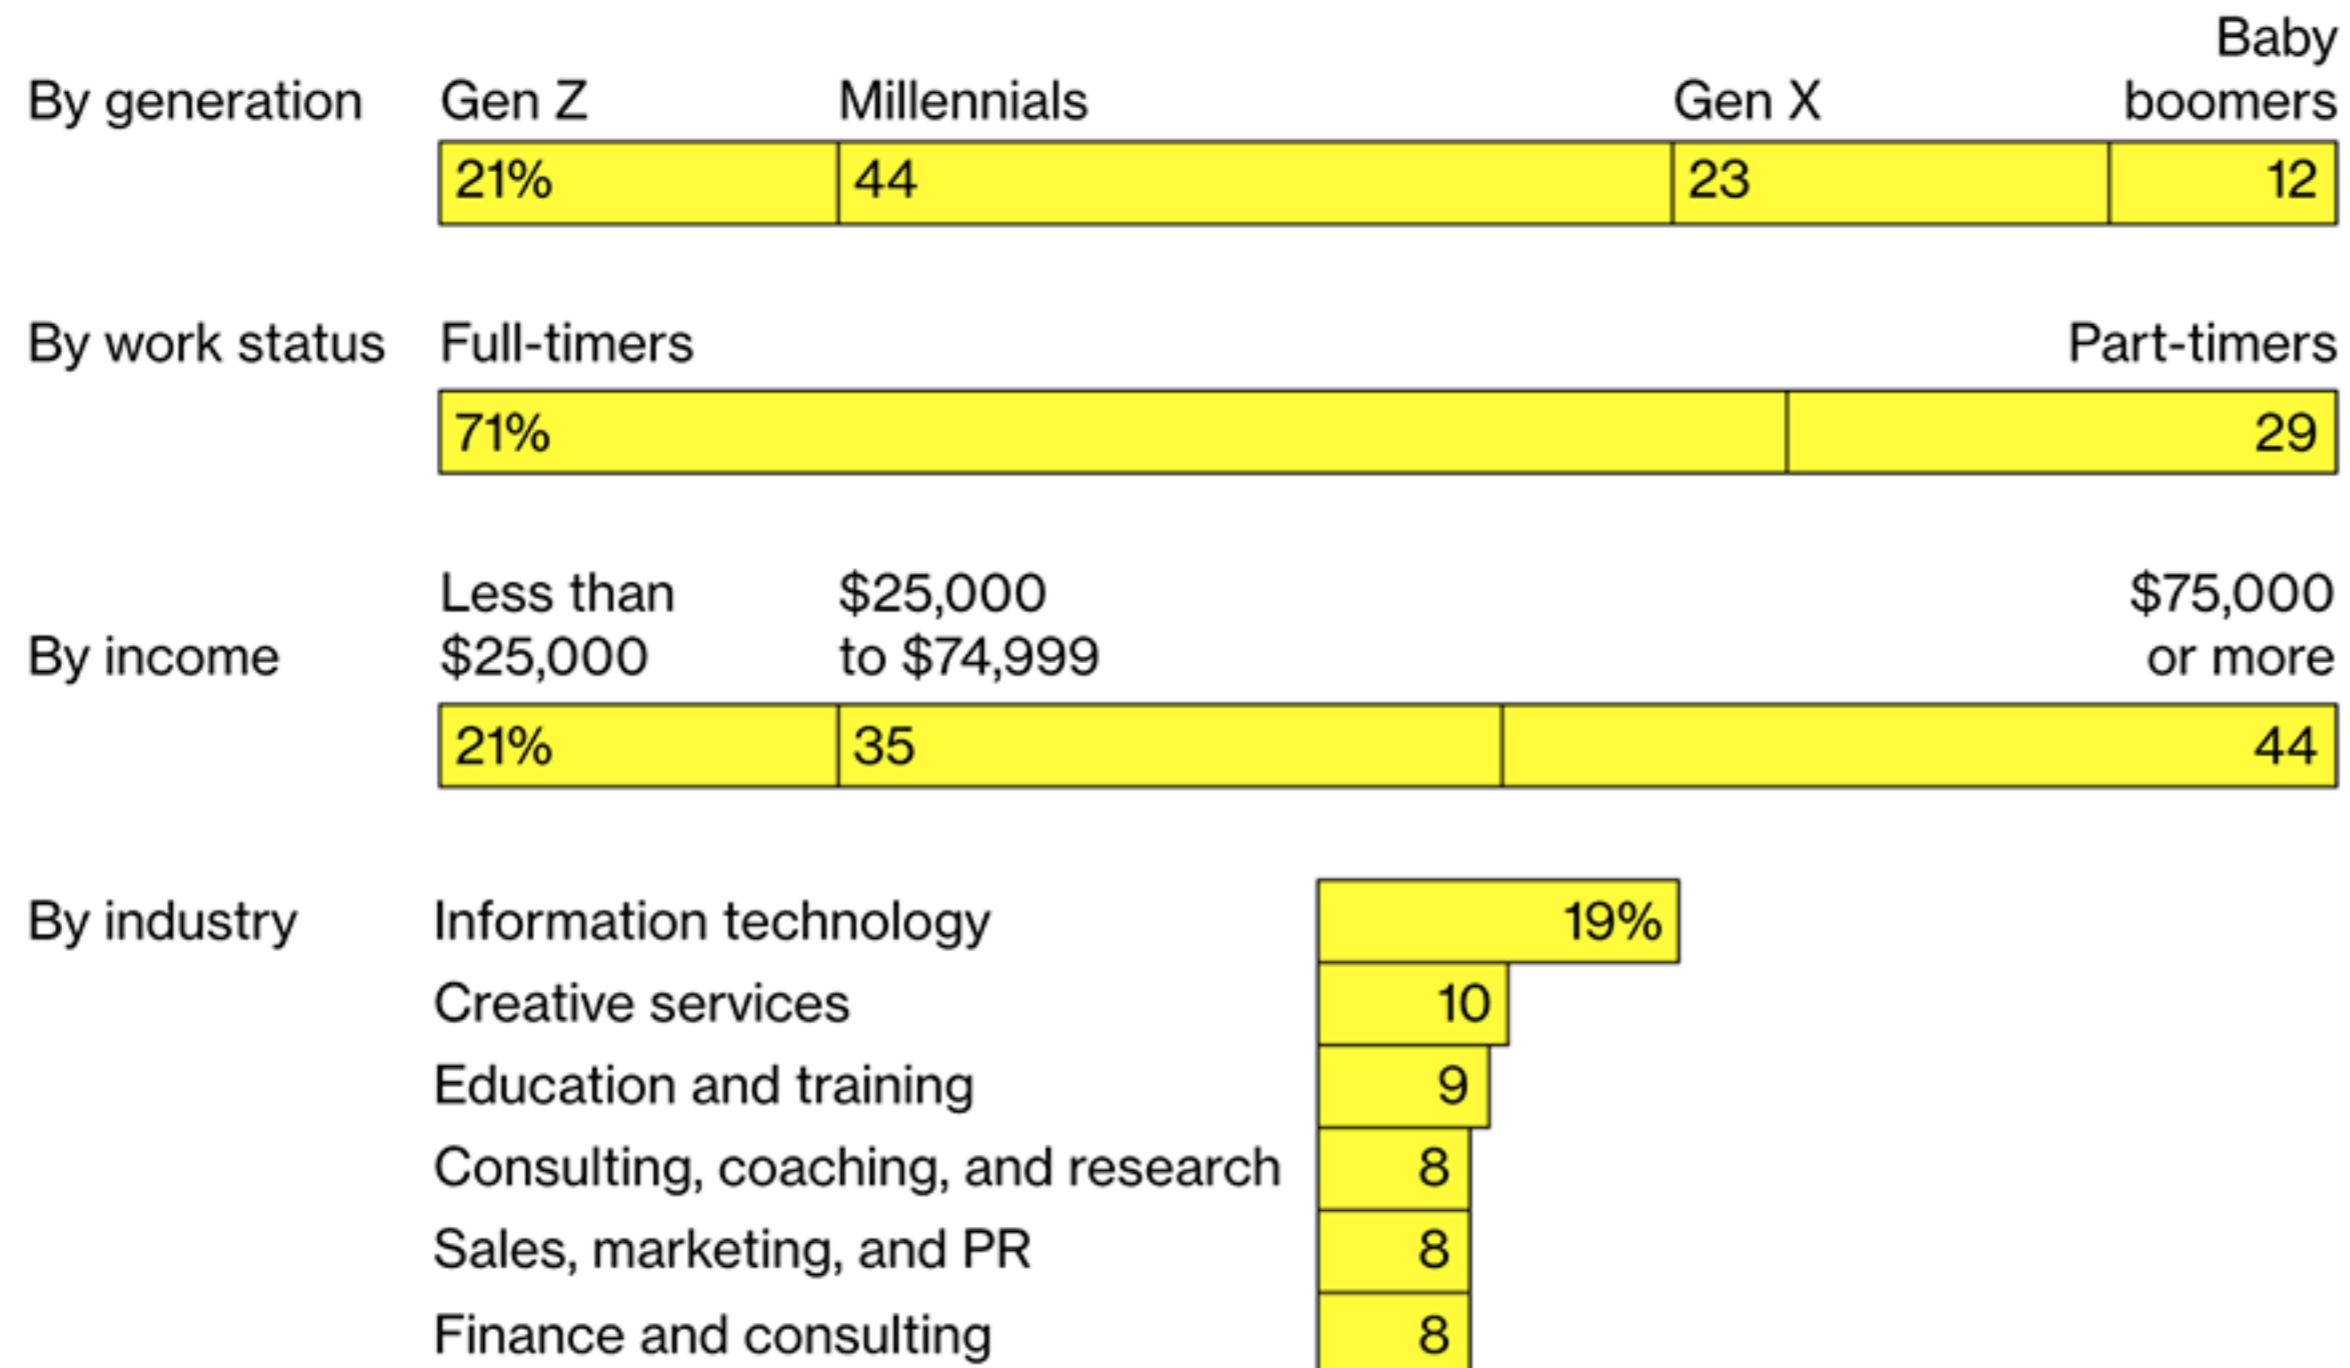 By generation
Gen Z
Millennials
Gen X
Baby
boomers
21%
44
23
12
By work status
Full-timers
Part-timers
71%
29
By income
Less than
$25,000
$25,000
to $74,999
$75,000
or more
21%
35
44
By industry
Information technology
19%
Creative services
10
Education and training
9
Consulting, coaching, and research
8
Sales, marketing, and PR
8
Finance and consulting
8